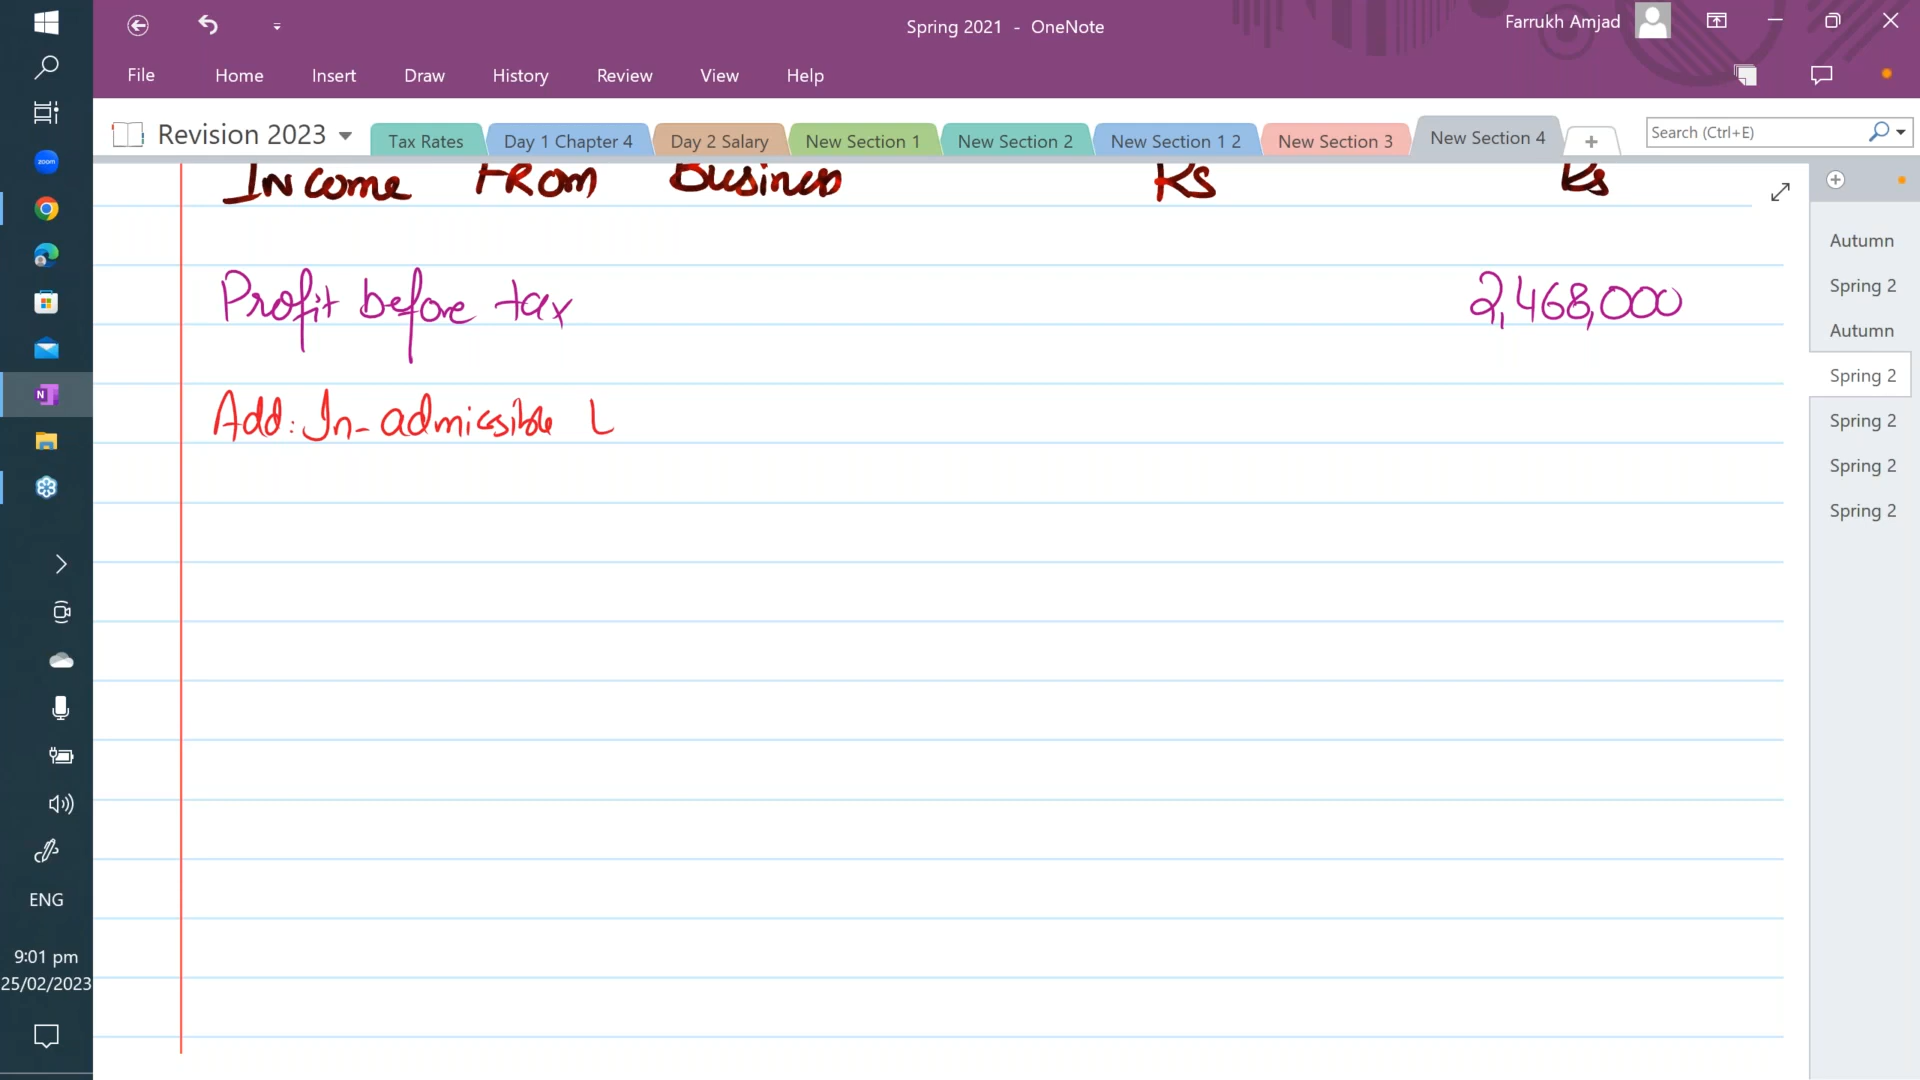 Spring 2021 - OneNote
Farrukh Amjad
File Home Insert Draw History Review View Help
Revision 2023
Tax Rates Day 1 Chapter 4 Day 2 Salary New Section 1 New Section 2 New Section 1 2 New Section 3 New Section 4
Search (Ctrl+E)
zoom
Income From Business Rs Rs
Profit before tax 2,468,000
Add: In-admissible L
Autumn
Spring 2
Autumn
Spring 2
Spring 2
Spring 2
Spring 2
ENG
9:01 pm
25/02/2023